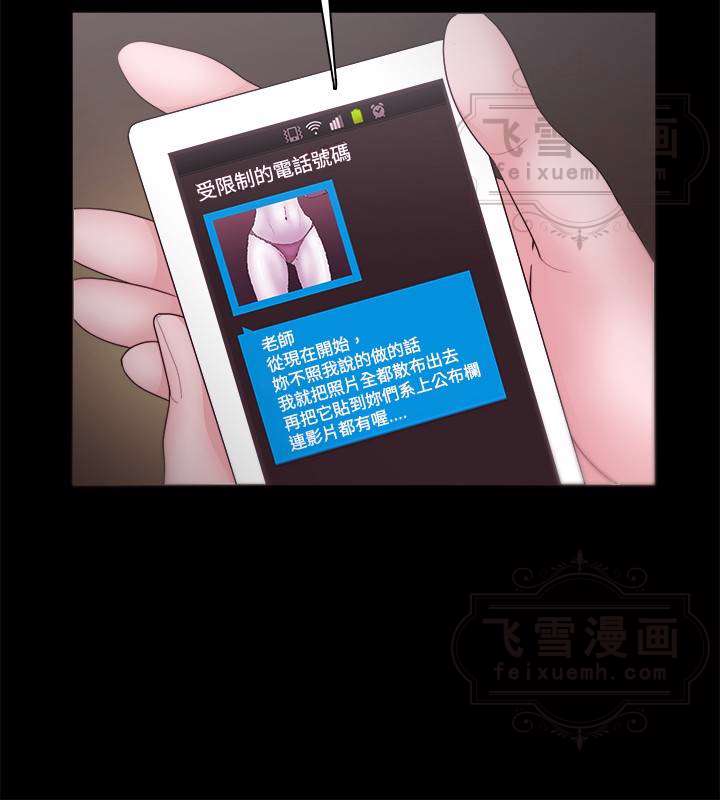 飞雪漫画
feixuemh.com
受限制的電話號碼
老師
從現在開始，
妳不照我說的做的話
我就把照片全都散布出去
再把它貼到妳們系上公布欄
連影片都有喔....
飞雪漫画
feixuemh.com